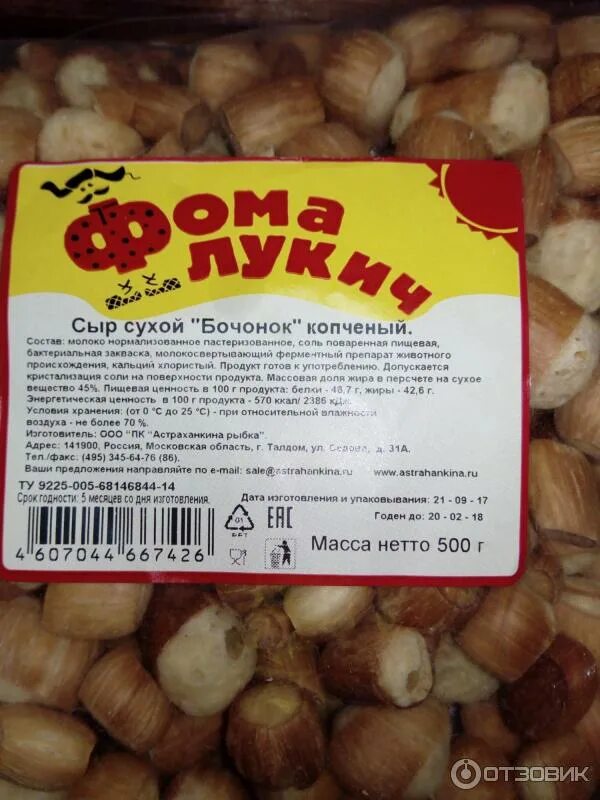 Фома
лукич
Сыр сухой "Бочонок" копченый.
Состав: молоко нормализованное пастеризованное, соль поваренная пищевая,
бактериальная закваска, молокосвертывающий ферментный препарат животного
происхождения, кальций хлористый. Продукт готов к употреблению. Допускается
кристализация соли на поверхности продукта. Массовая доля жира в персчете на сухое
вещество 45%. Пищевая ценность в 100 г продукта: белки - 48,7 г, жиры - 42,6 г.
Энергетическая ценность в 100 г продукта - 570 ккал/ 2386 кДж.
Условия хранения: (от 0 °С до 25 °С) - при относительной влажности
воздуха - не более 70 %.
Изготовитель: ООО "ПК "Астраханкина рыбка".
Адрес: 141900, Россия, Московская область, г. Талдом, ул. Седова, д. 31А.
Тел./факс: (495) 345-64-76 (86).
Ваши предложения направляйте по e-mail: sale@astrahankina.ru www.astrahankina.ru
ТУ 9225-005-68146844-14
Срок годности: 5 месяцев со дня изготовления.
Дата изготовления и упаковывания: 21 - 09 - 17
Годен до: 20 - 02 - 18
01
EAC
Масса нетто 500 г
4 607044 667426
ОТЗОВИК